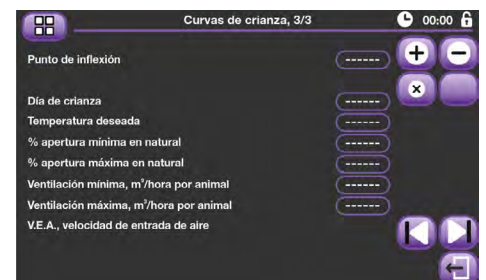 Curvas de crianza, 3/3 00:00
Punto de inflexión ------
Día de crianza ------
Temperatura deseada ------
% apertura mínima en natural ------
% apertura máxima en natural ------
Ventilación mínima, m³/hora por animal ------
Ventilación máxima, m³/hora por animal ------
V.E.A., velocidad de entrada de aire